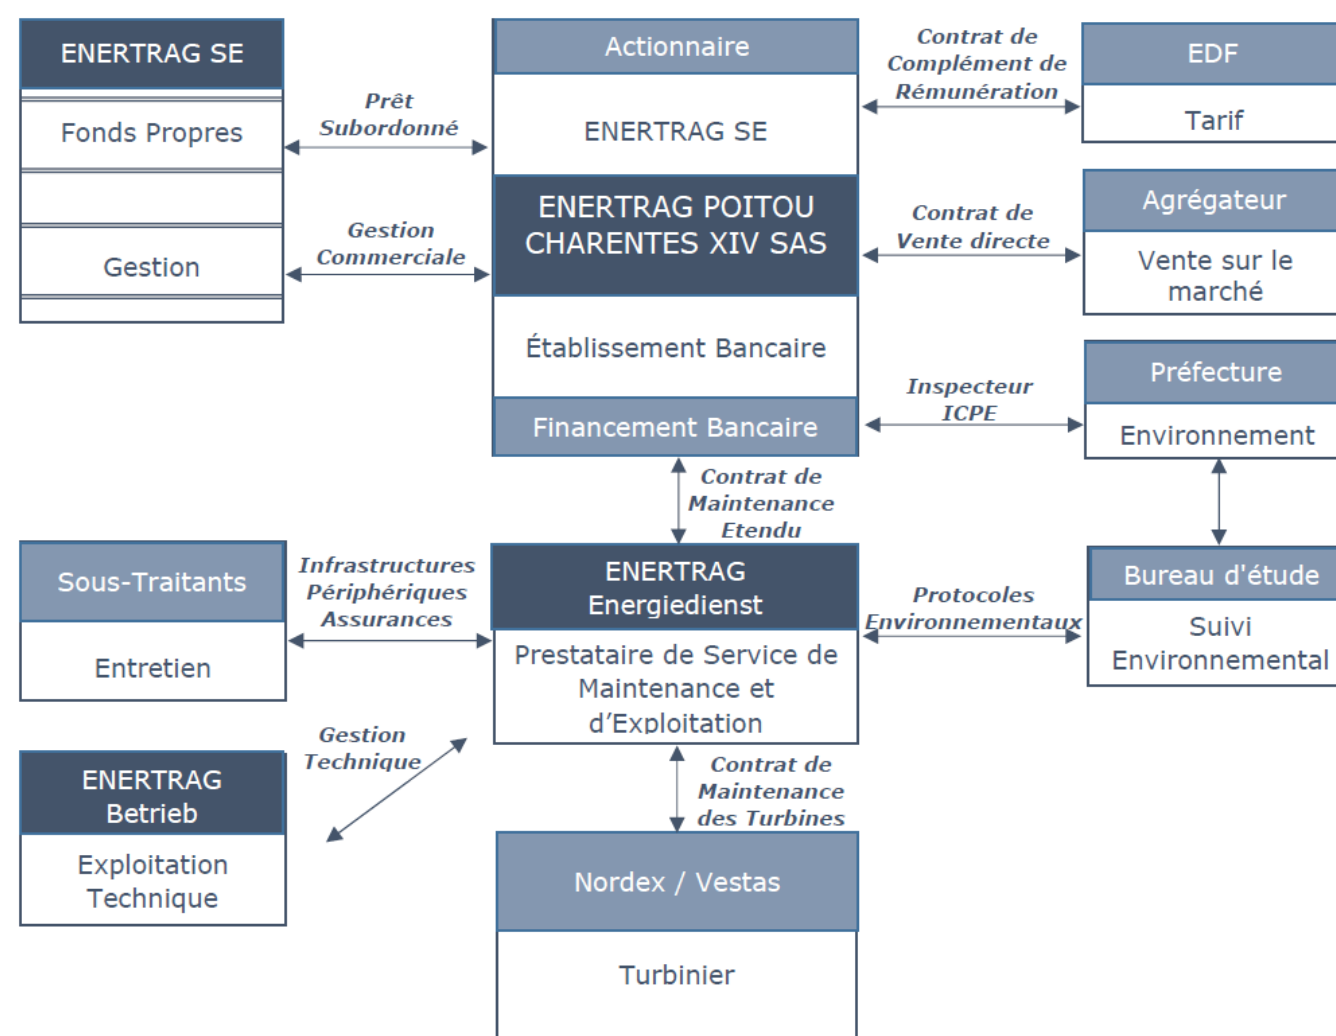 ENERTRAG SE
Fonds Propres
Gestion
Prêt
Subordonné
Gestion
Commerciale
Actionnaire
ENERTRAG SE
ENERTRAG POITOU
CHARENTES XIV SAS
Établissement Bancaire
Financement Bancaire
Contrat de
Complément de
Rémunération
EDF
Tarif
Contrat de
Vente directe
Agrégateur
Vente sur le
marché
Inspecteur
ICPE
Préfecture
Environnement
Contrat de
Maintenance
Etendu
Sous-Traitants
Entretien
Infrastructures
Périphériques
Assurances
ENERTRAG
Energiedienst
Prestataire de Service de
Maintenance et
d’Exploitation
Protocoles
Environnementaux
Bureau d'étude
Suivi
Environnemental
Gestion
Technique
ENERTRAG
Betrieb
Exploitation
Technique
Contrat de
Maintenance
des Turbines
Nordex / Vestas
Turbinier